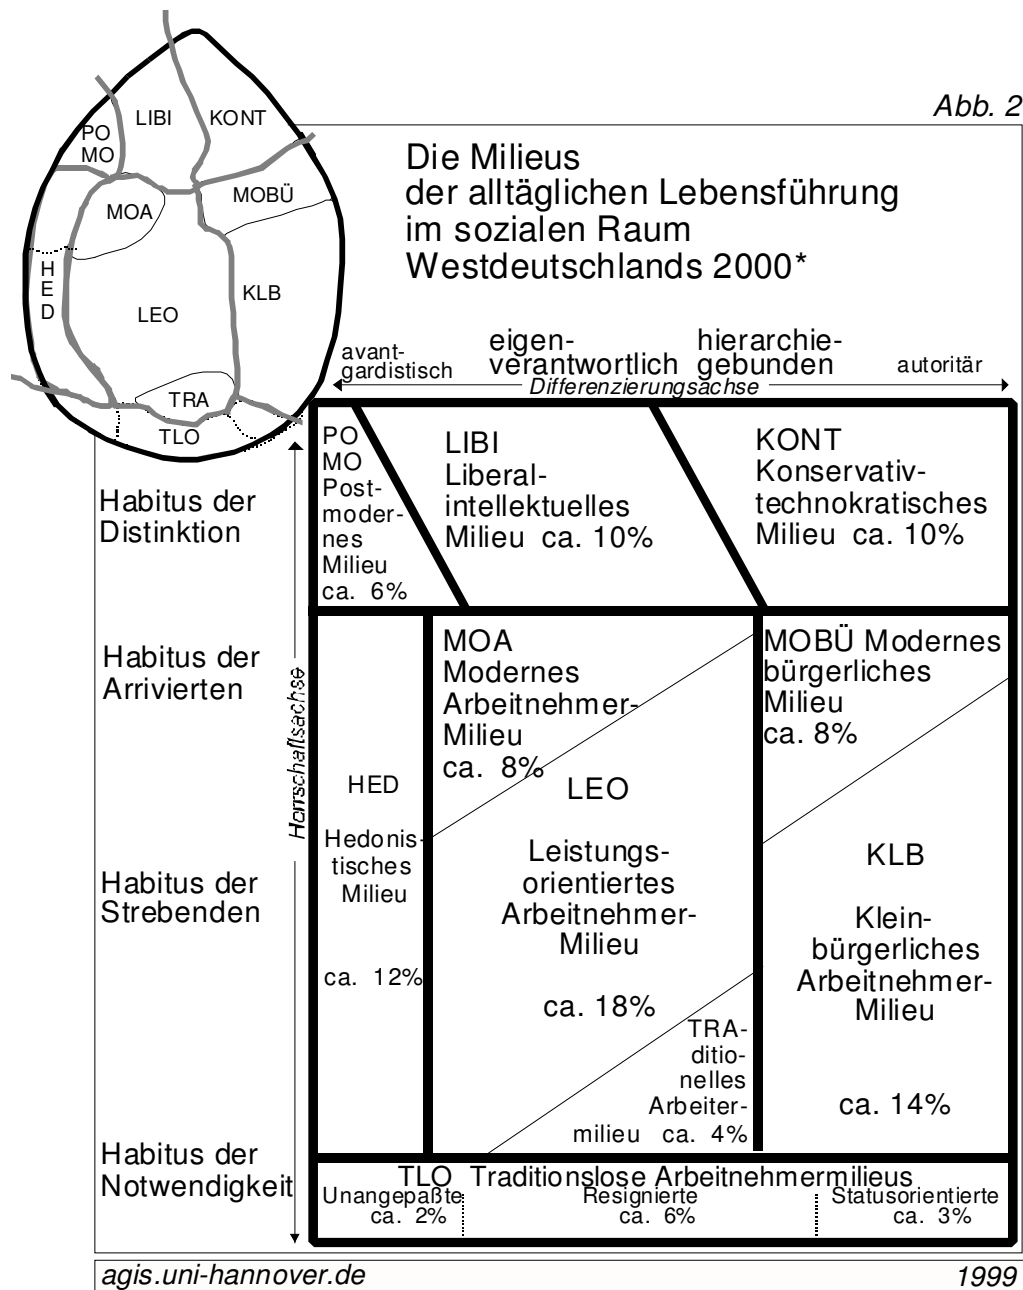 Abb. 2
LIBI
KONT
PO
MO
MOA
MOBÜ
H
E
D
KLB
LEO
TRA
TLO
Die Milieus
der alltäglichen Lebensführung
im sozialen Raum
Westdeutschlands 2000*
avant-
gardistisch
eigen-
verantwortlich
hierarchie-
gebunden
autoritär
Differenzierungsachse
Habitus der
Distinktion
Habitus der
Arrivierten
Habitus der
Strebenden
Habitus der
Notwendigkeit
Herrschaftsachse
PO
MO
Post-
moder-
nes
Milieu
ca. 6%
LIBI
Liberal-
intellektuelles
Milieu ca. 10%
KONT
Konservativ-
technokratisches
Milieu ca. 10%
HED
Hedonis-
tisches
Milieu
ca. 12%
MOA
Modernes
Arbeitnehmer-
Milieu
ca. 8%
LEO
Leistungs-
orientiertes
Arbeitnehmer-
Milieu
ca. 18%
TRA-
ditio-
nelles
Arbeiter-
milieu ca. 4%
MOBÜ Modernes
bürgerliches
Milieu
ca. 8%
KLB
Klein-
bürgerliches
Arbeitnehmer-
Milieu
ca. 14%
TLO Traditionslose Arbeitnehmermilieus
Unangepaßte
ca. 2%
Resignierte
ca. 6%
Statusorientierte
ca. 3%
agis.uni-hannover.de
1999